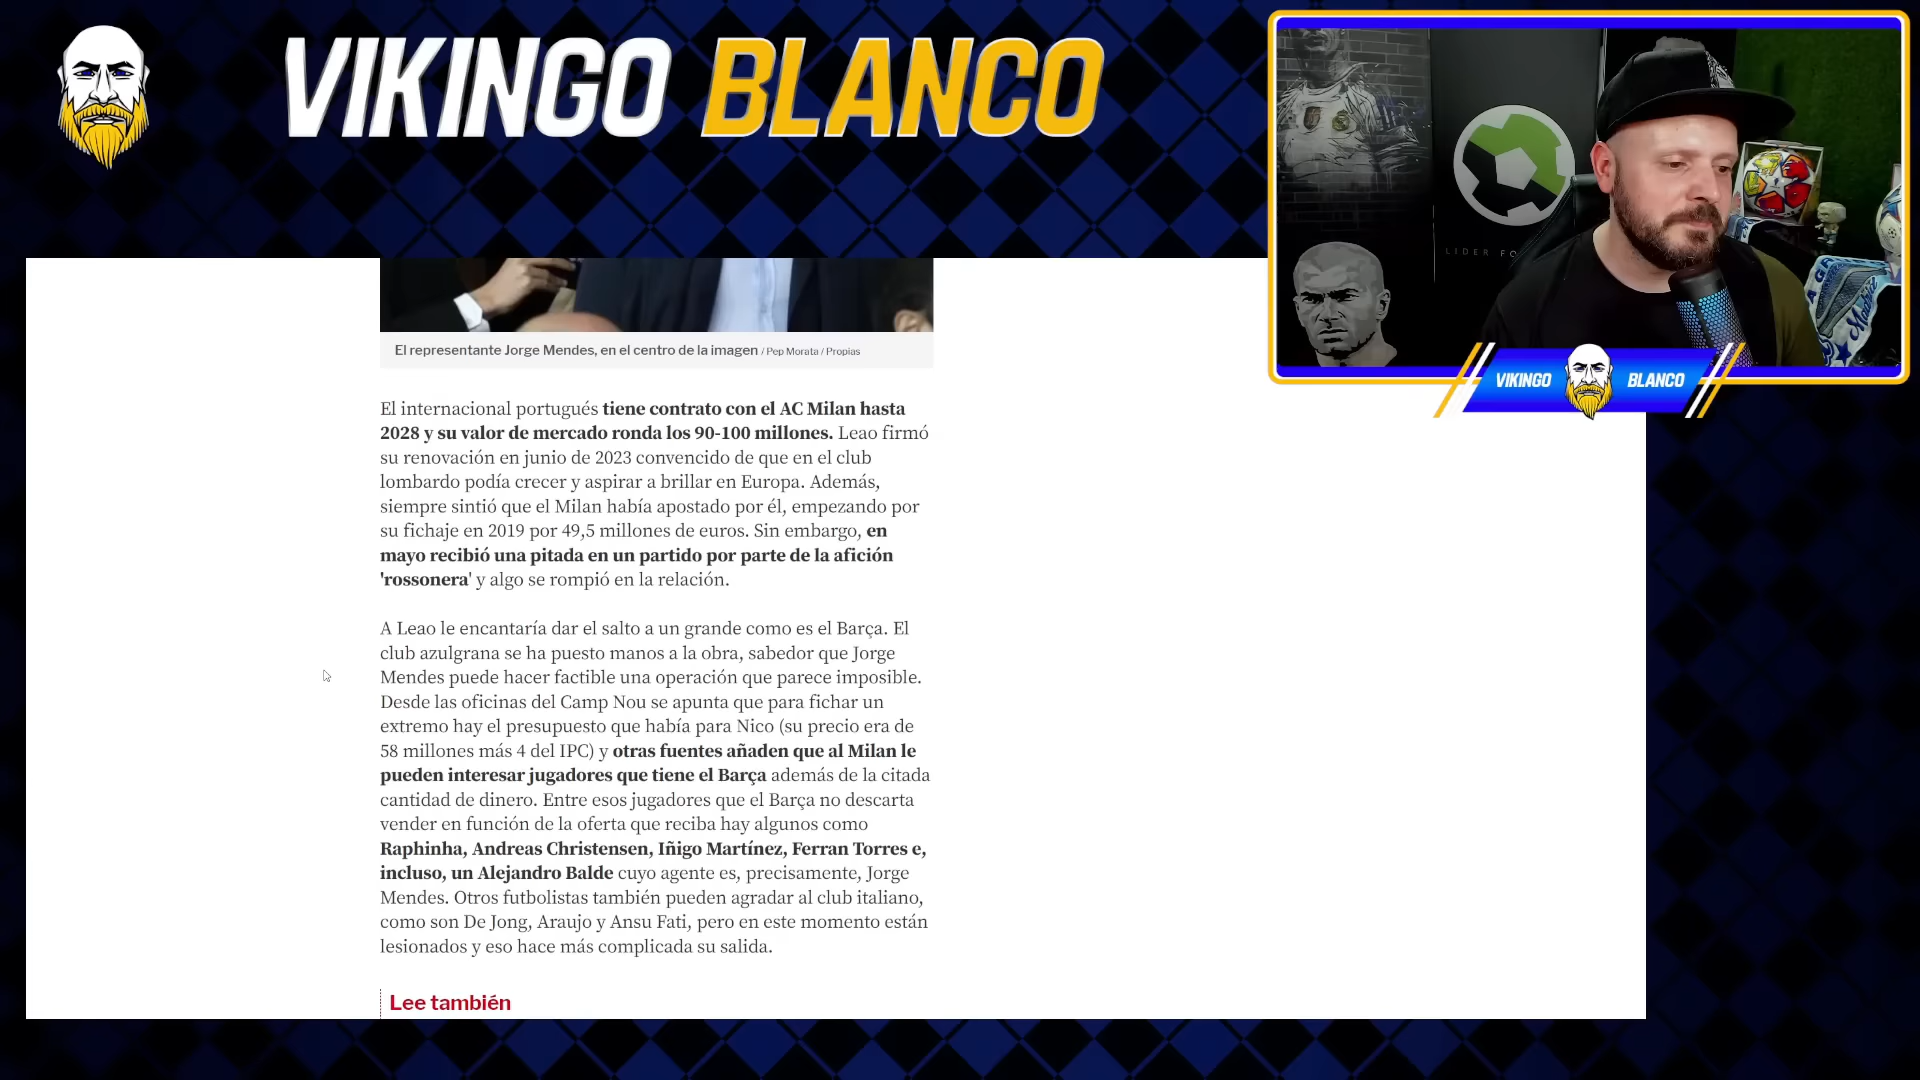 VIKINGO BLANCO
LIDER FO
VIKINGO BLANCO
El representante Jorge Mendes, en el centro de la imagen / Pep Morata / Propias
El internacional portugués tiene contrato con el AC Milan hasta
2028 y su valor de mercado ronda los 90-100 millones. Leao firmó
su renovación en junio de 2023 convencido de que en el club
lombardo podía crecer y aspirar a brillar en Europa. Además,
siempre sintió que el Milan había apostado por él, empezando por
su fichaje en 2019 por 49,5 millones de euros. Sin embargo, en
mayo recibió una pitada en un partido por parte de la afición
'rossonera' y algo se rompió en la relación.
A Leao le encantaría dar el salto a un grande como es el Barça. El
club azulgrana se ha puesto manos a la obra, sabedor que Jorge
Mendes puede hacer factible una operación que parece imposible.
Desde las oficinas del Camp Nou se apunta que para fichar un
extremo hay el presupuesto que había para Nico (su precio era de
58 millones más 4 del IPC) y otras fuentes añaden que al Milan le
pueden interesar jugadores que tiene el Barça además de la citada
cantidad de dinero. Entre esos jugadores que el Barça no descarta
vender en función de la oferta que reciba hay algunos como
Raphinha, Andreas Christensen, Iñigo Martínez, Ferran Torres e,
incluso, un Alejandro Balde cuyo agente es, precisamente, Jorge
Mendes. Otros futbolistas también pueden agradar al club italiano,
como son De Jong, Araujo y Ansu Fati, pero en este momento están
lesionados y eso hace más complicada su salida.
Lee también